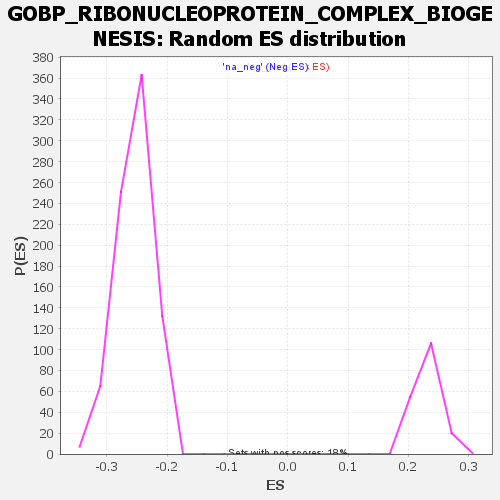 GOBP_RIBONUCLEOPROTEIN_COMPLEX_BIOGE
NESIS: Random ES distribution
'na_neg' (Neg ES) ES)
380
360
340
320
300
280
260
240
220
200
180
160
140
120
100
80
60
40
20
0
P(ES)
Sets with pos scores: 18%
-0.3 -0.2 -0.1 0.0 0.1 0.2 0.3
ES